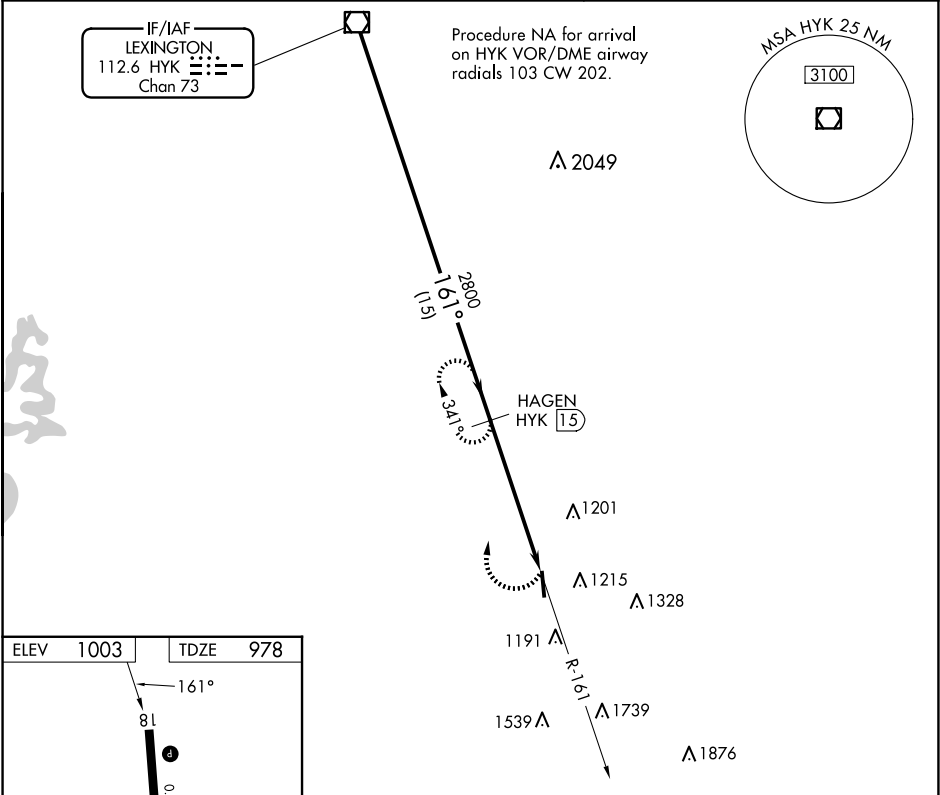 IF/IAF
LEXINGTON
112.6 HYK
Chan 73
Procedure NA for arrival
on HYK VOR/DME airway
radials 103 CW 202.
MSA HYK 25 NM
3100
2049
2800
161°
(15)
341°
HAGEN
HYK 15
1201
1215
1328
1191
R-161
1539
1739
1876
ELEV 1003
TDZE 978
161°
18
P